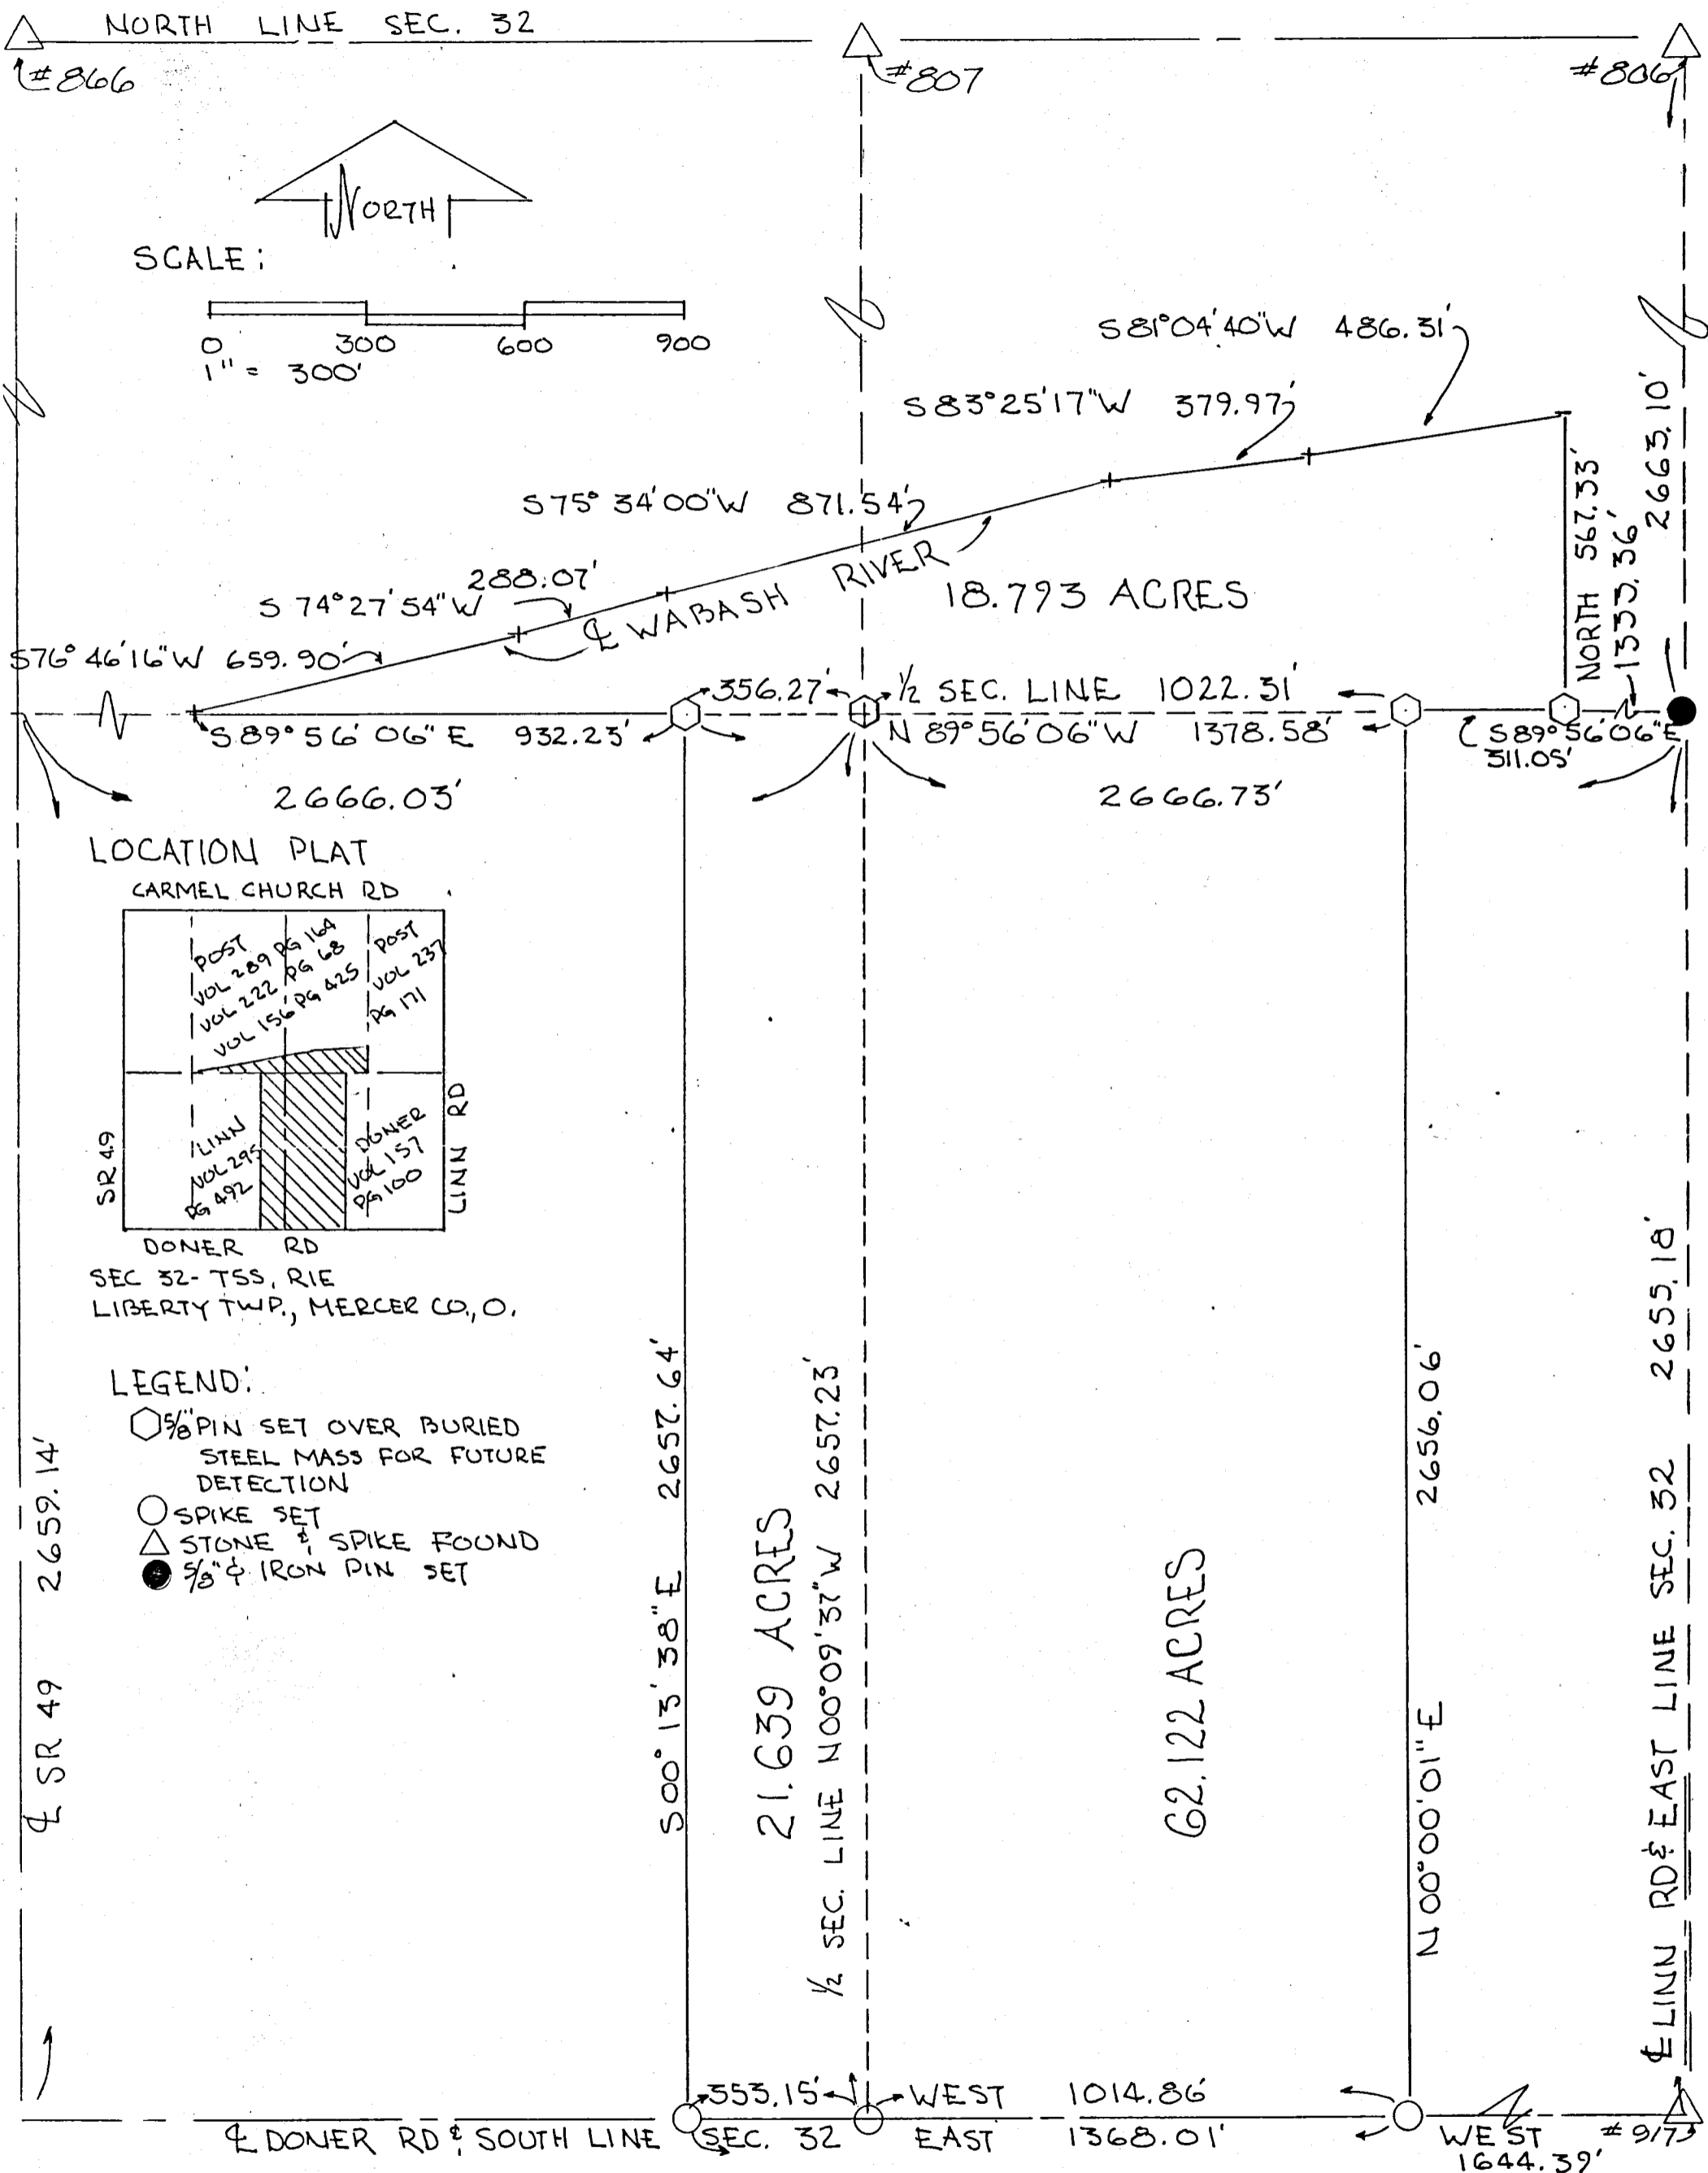 NORTH LINE SEC. 32
#866
#807
#806
NORTH
SCALE:
0 300 600 900
1" = 300'
S81°04'40"W 486.31'
S83°25'17"W 379.97'
S75°34'00"W 871.54'
288.07'
S 74°27'54"W
S76°46'16"W 659.90'
℄ WABASH RIVER
18.793 ACRES
NORTH 567.33'
1333.36'
2663.10'
356.27'
1/2 SEC. LINE 1022.31'
S89°56'06"E 932.23'
N 89°56'06"W 1378.58'
S89°56'06"E
311.05'
2666.03'
2666.73'
LOCATION PLAT
CARMEL CHURCH RD
POST
VOL 289 PG 164
VOL 222 PG 68
VOL 156 PG 425
POST
VOL 237
PG 171
SR 49
LINN
VOL 295
PG 492
DONER
VOL 157
PG 100
LINN RD
DONER RD
SEC 32- T5S, R1E
LIBERTY TWP., MERCER CO., O.
LEGEND:
5/8" PIN SET OVER BURIED
STEEL MASS FOR FUTURE
DETECTION
SPIKE SET
STONE & SPIKE FOUND
5/8"⌀ IRON PIN SET
℄ SR 49 2659.14'
S00°13'38"E 2657.64'
21.639 ACRES
1/2 SEC. LINE N00°09'37"W 2657.23'
62.122 ACRES
N 00°00'01"E 2656.06'
℄ LINN RD & EAST LINE SEC. 32 2655.18'
353.15'
WEST 1014.86'
℄ DONER RD & SOUTH LINE SEC. 32
EAST 1368.01'
WEST
1644.39'
#917